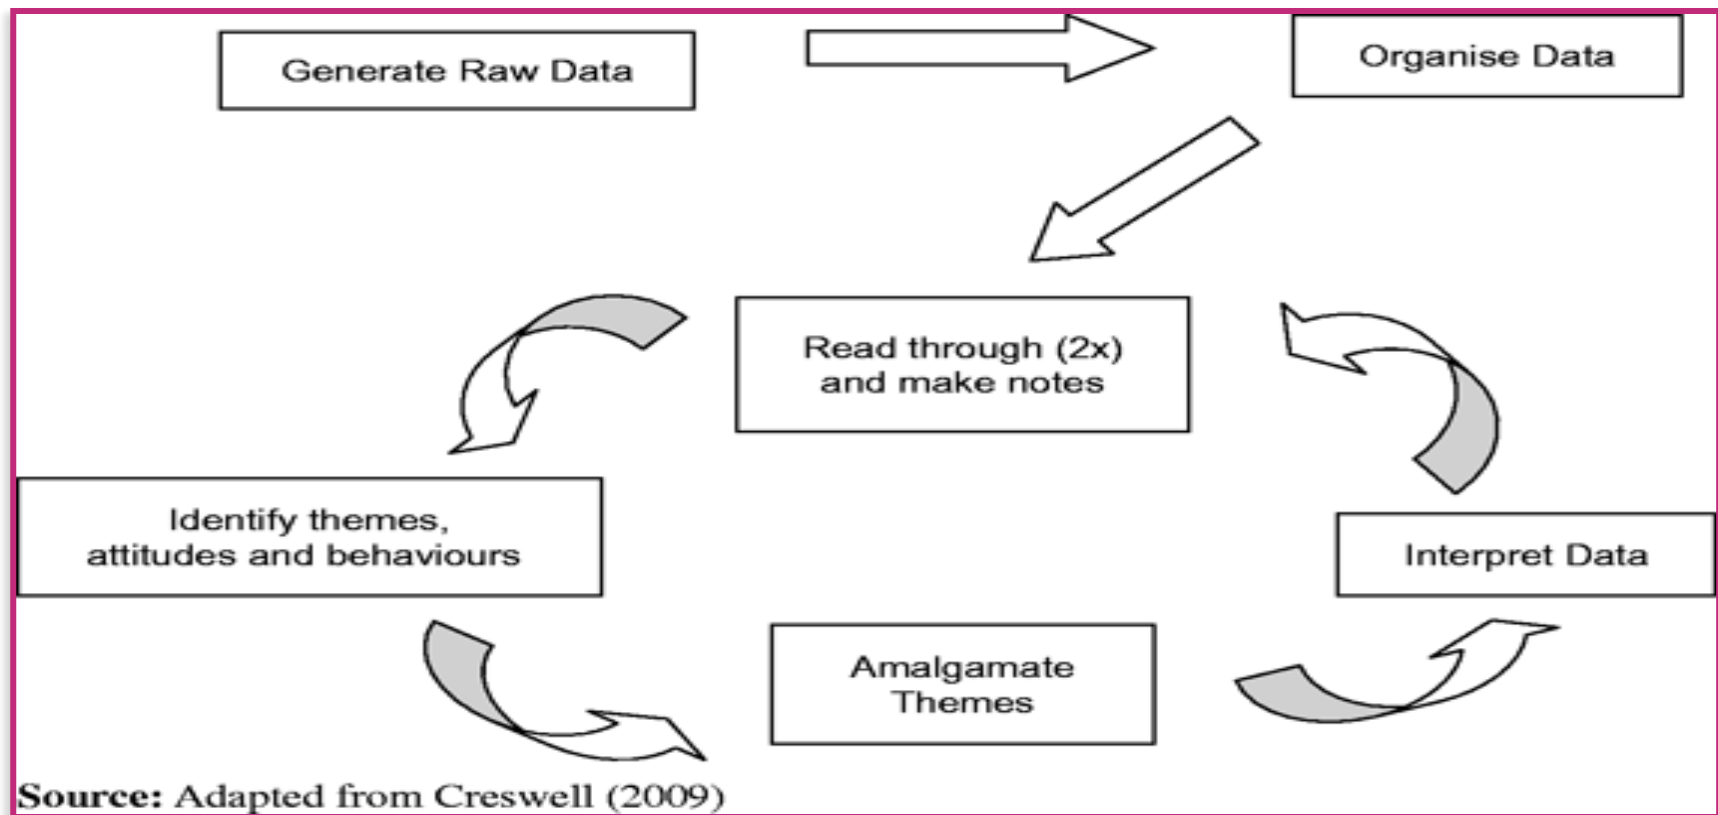 Generate Raw Data
Organise Data
Read through (2x)
and make notes
Identify themes,
attitudes and behaviours
Interpret Data
Amalgamate
Themes
Source: Adapted from Creswell (2009)